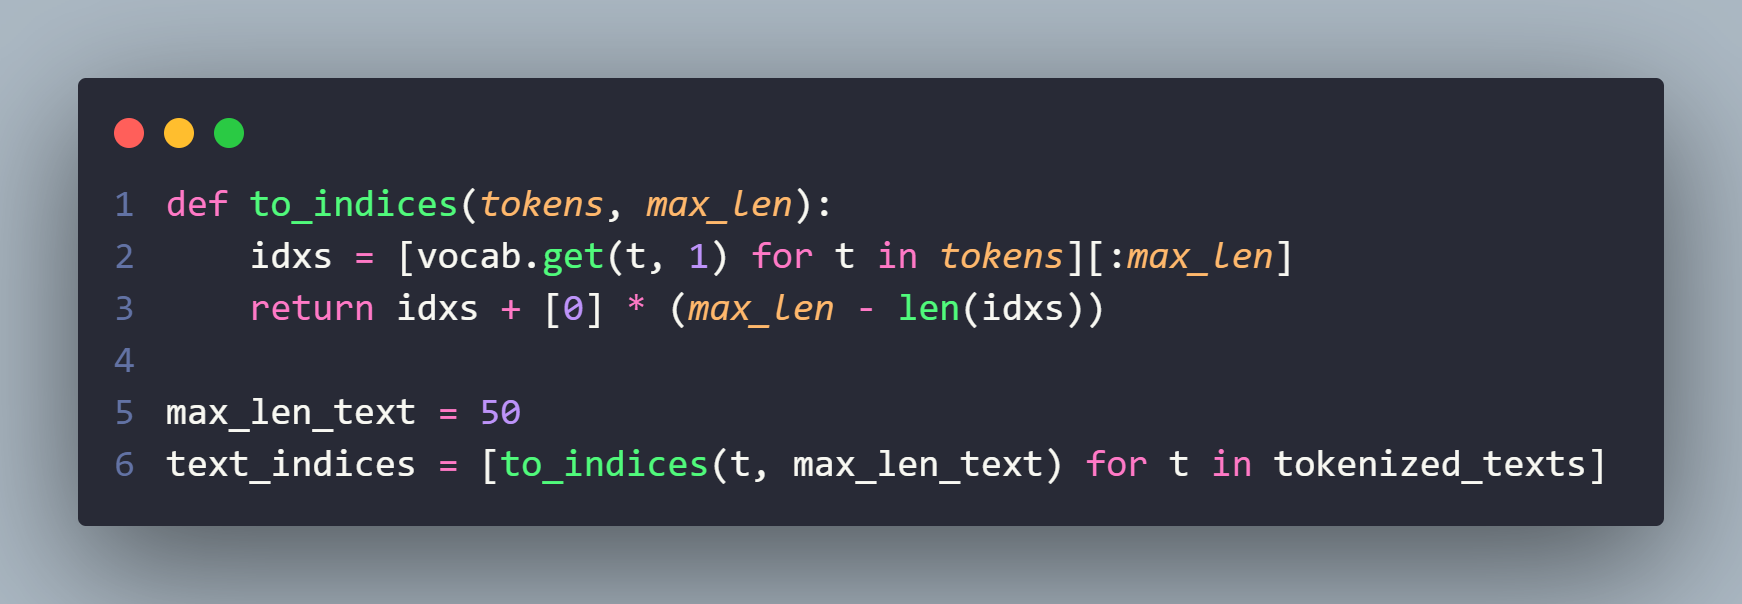 1 def to_indices(tokens, max_len):
2     idxs = [vocab.get(t, 1) for t in tokens][:max_len]
3     return idxs + [0] * (max_len - len(idxs))
4
5 max_len_text = 50
6 text_indices = [to_indices(t, max_len_text) for t in tokenized_texts]